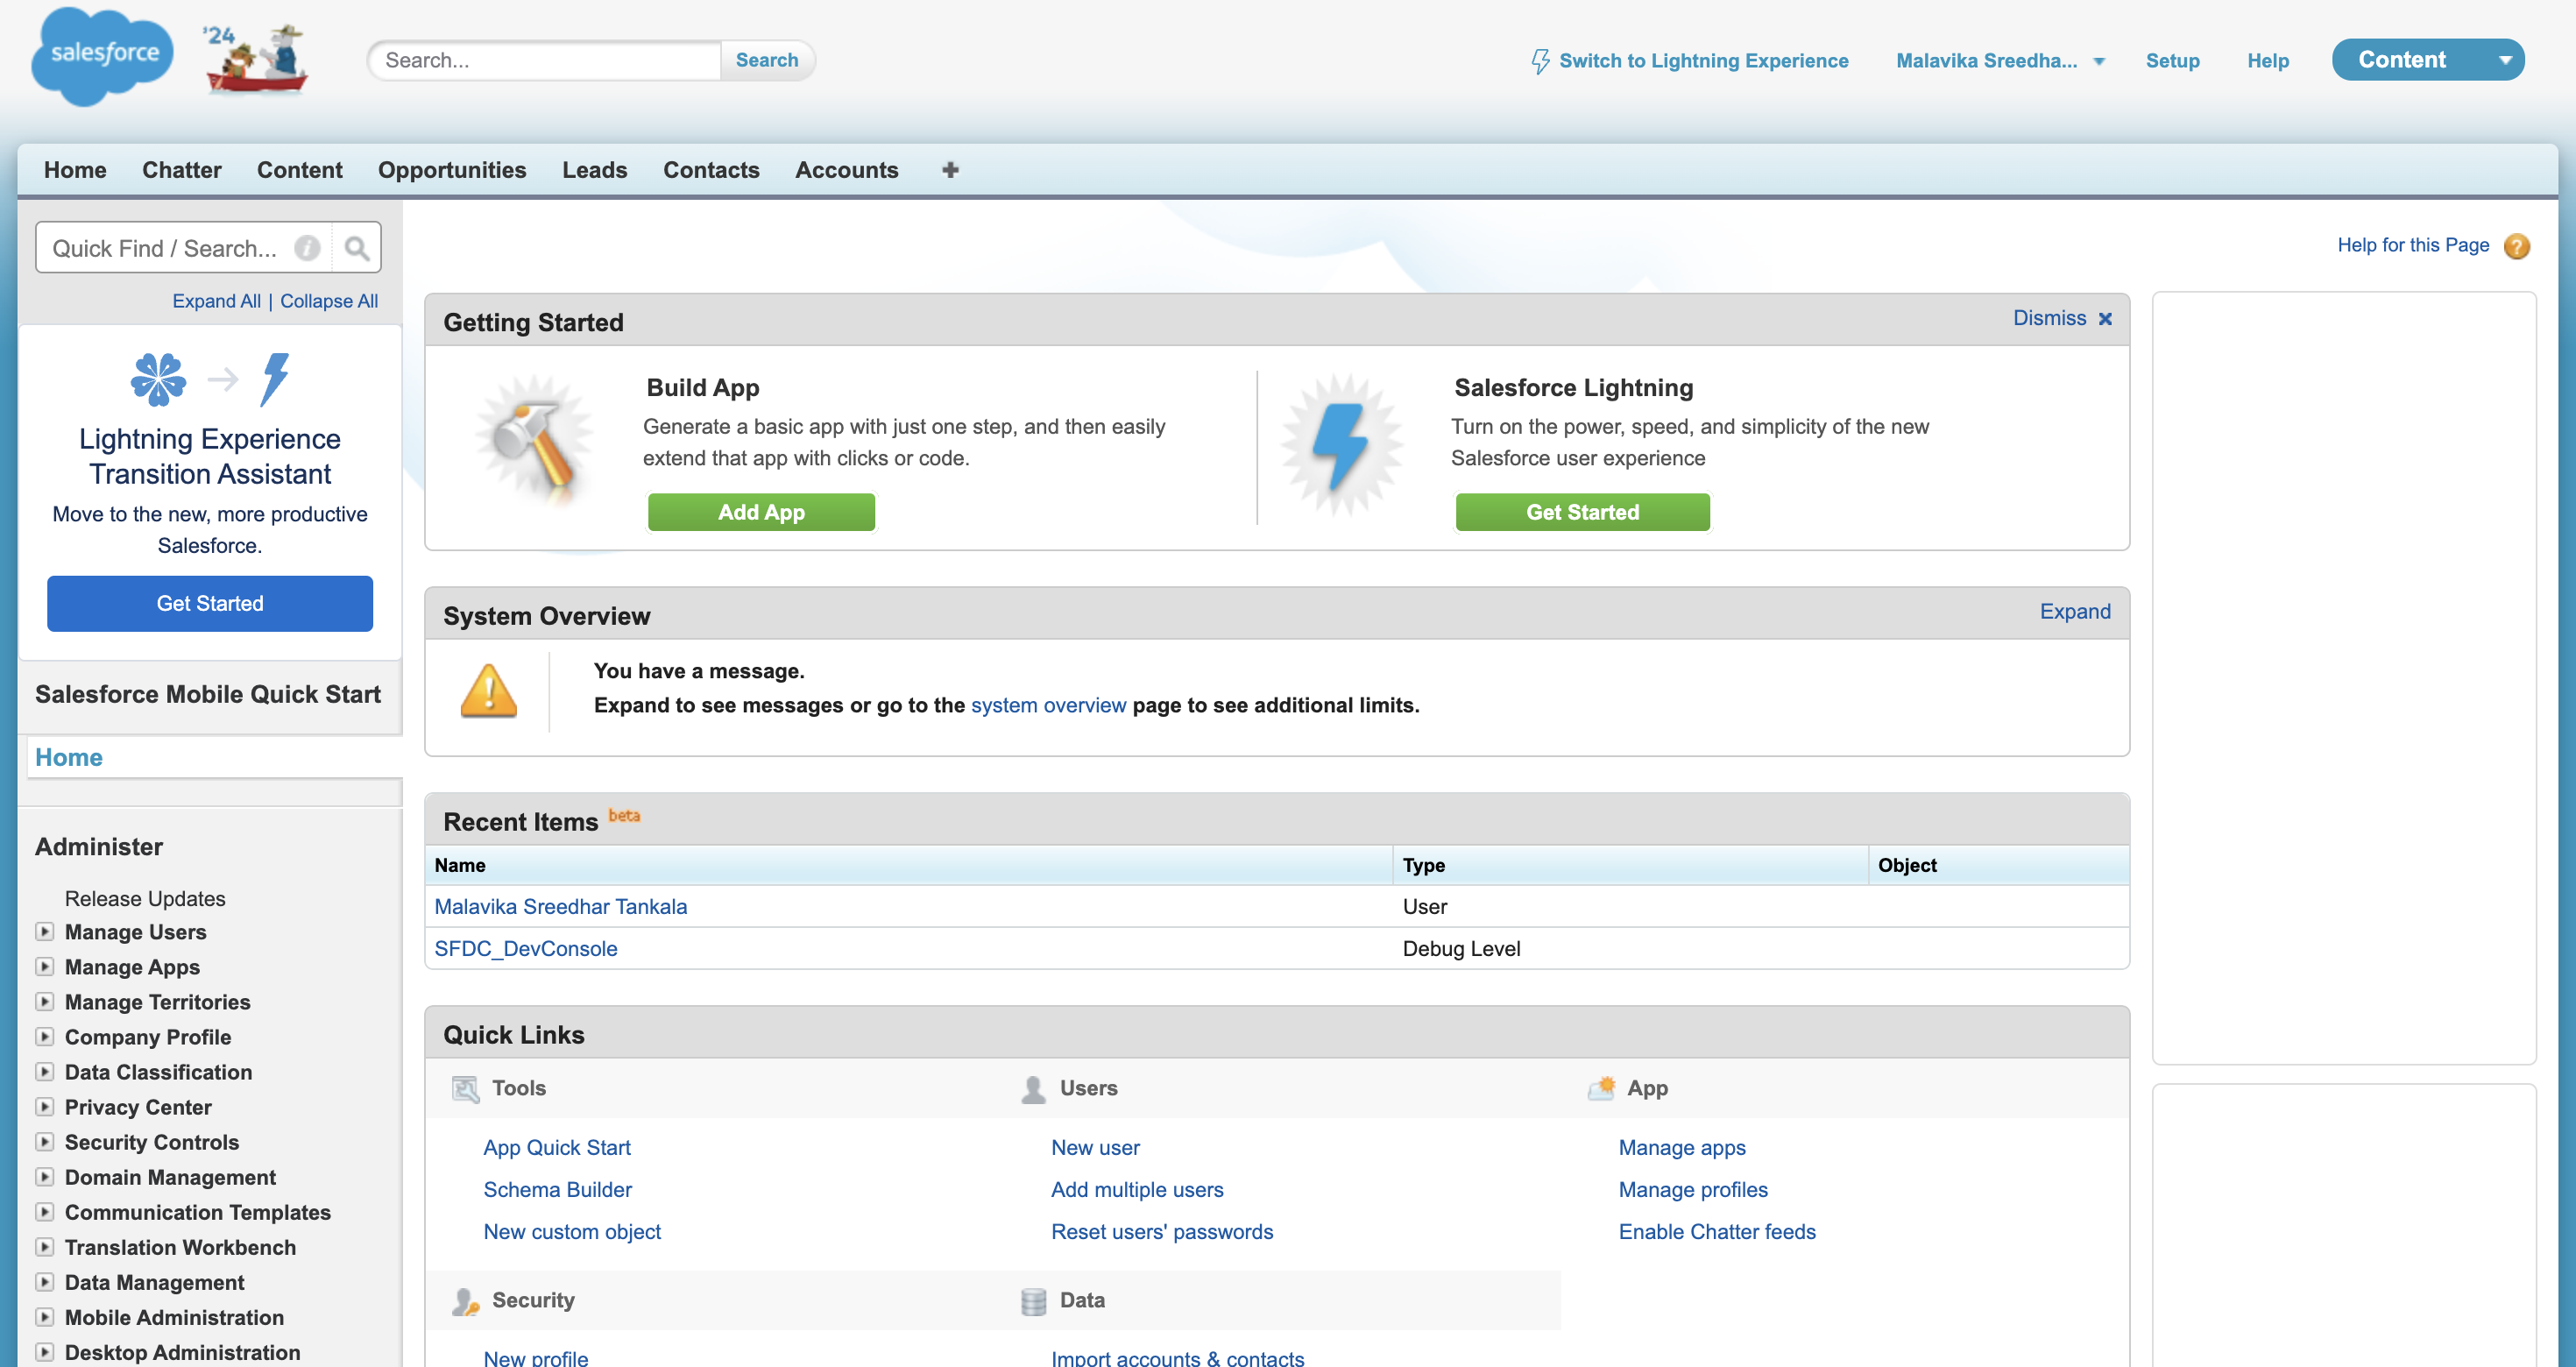 salesforce
'24
Search...
Search
Switch to Lightning Experience
Malavika Sreedha...
Setup
Help
Content
Home
Chatter
Content
Opportunities
Leads
Contacts
Accounts
Quick Find / Search...
Expand All | Collapse All
Lightning Experience
Transition Assistant
Move to the new, more productive
Salesforce.
Get Started
Salesforce Mobile Quick Start
Home
Administer
Release Updates
Manage Users
Manage Apps
Manage Territories
Company Profile
Data Classification
Privacy Center
Security Controls
Domain Management
Communication Templates
Translation Workbench
Data Management
Mobile Administration
Desktop Administration
Help for this Page
Getting Started
Dismiss
Build App
Generate a basic app with just one step, and then easily
extend that app with clicks or code.
Add App
Salesforce Lightning
Turn on the power, speed, and simplicity of the new
Salesforce user experience
Get Started
System Overview
Expand
You have a message.
Expand to see messages or go to the system overview page to see additional limits.
Recent Items beta
Name Type Object
Malavika Sreedhar Tankala User
SFDC_DevConsole Debug Level
Quick Links
Tools
App Quick Start
Schema Builder
New custom object
Users
New user
Add multiple users
Reset users' passwords
App
Manage apps
Manage profiles
Enable Chatter feeds
Security
New profile
Data
Import accounts & contacts